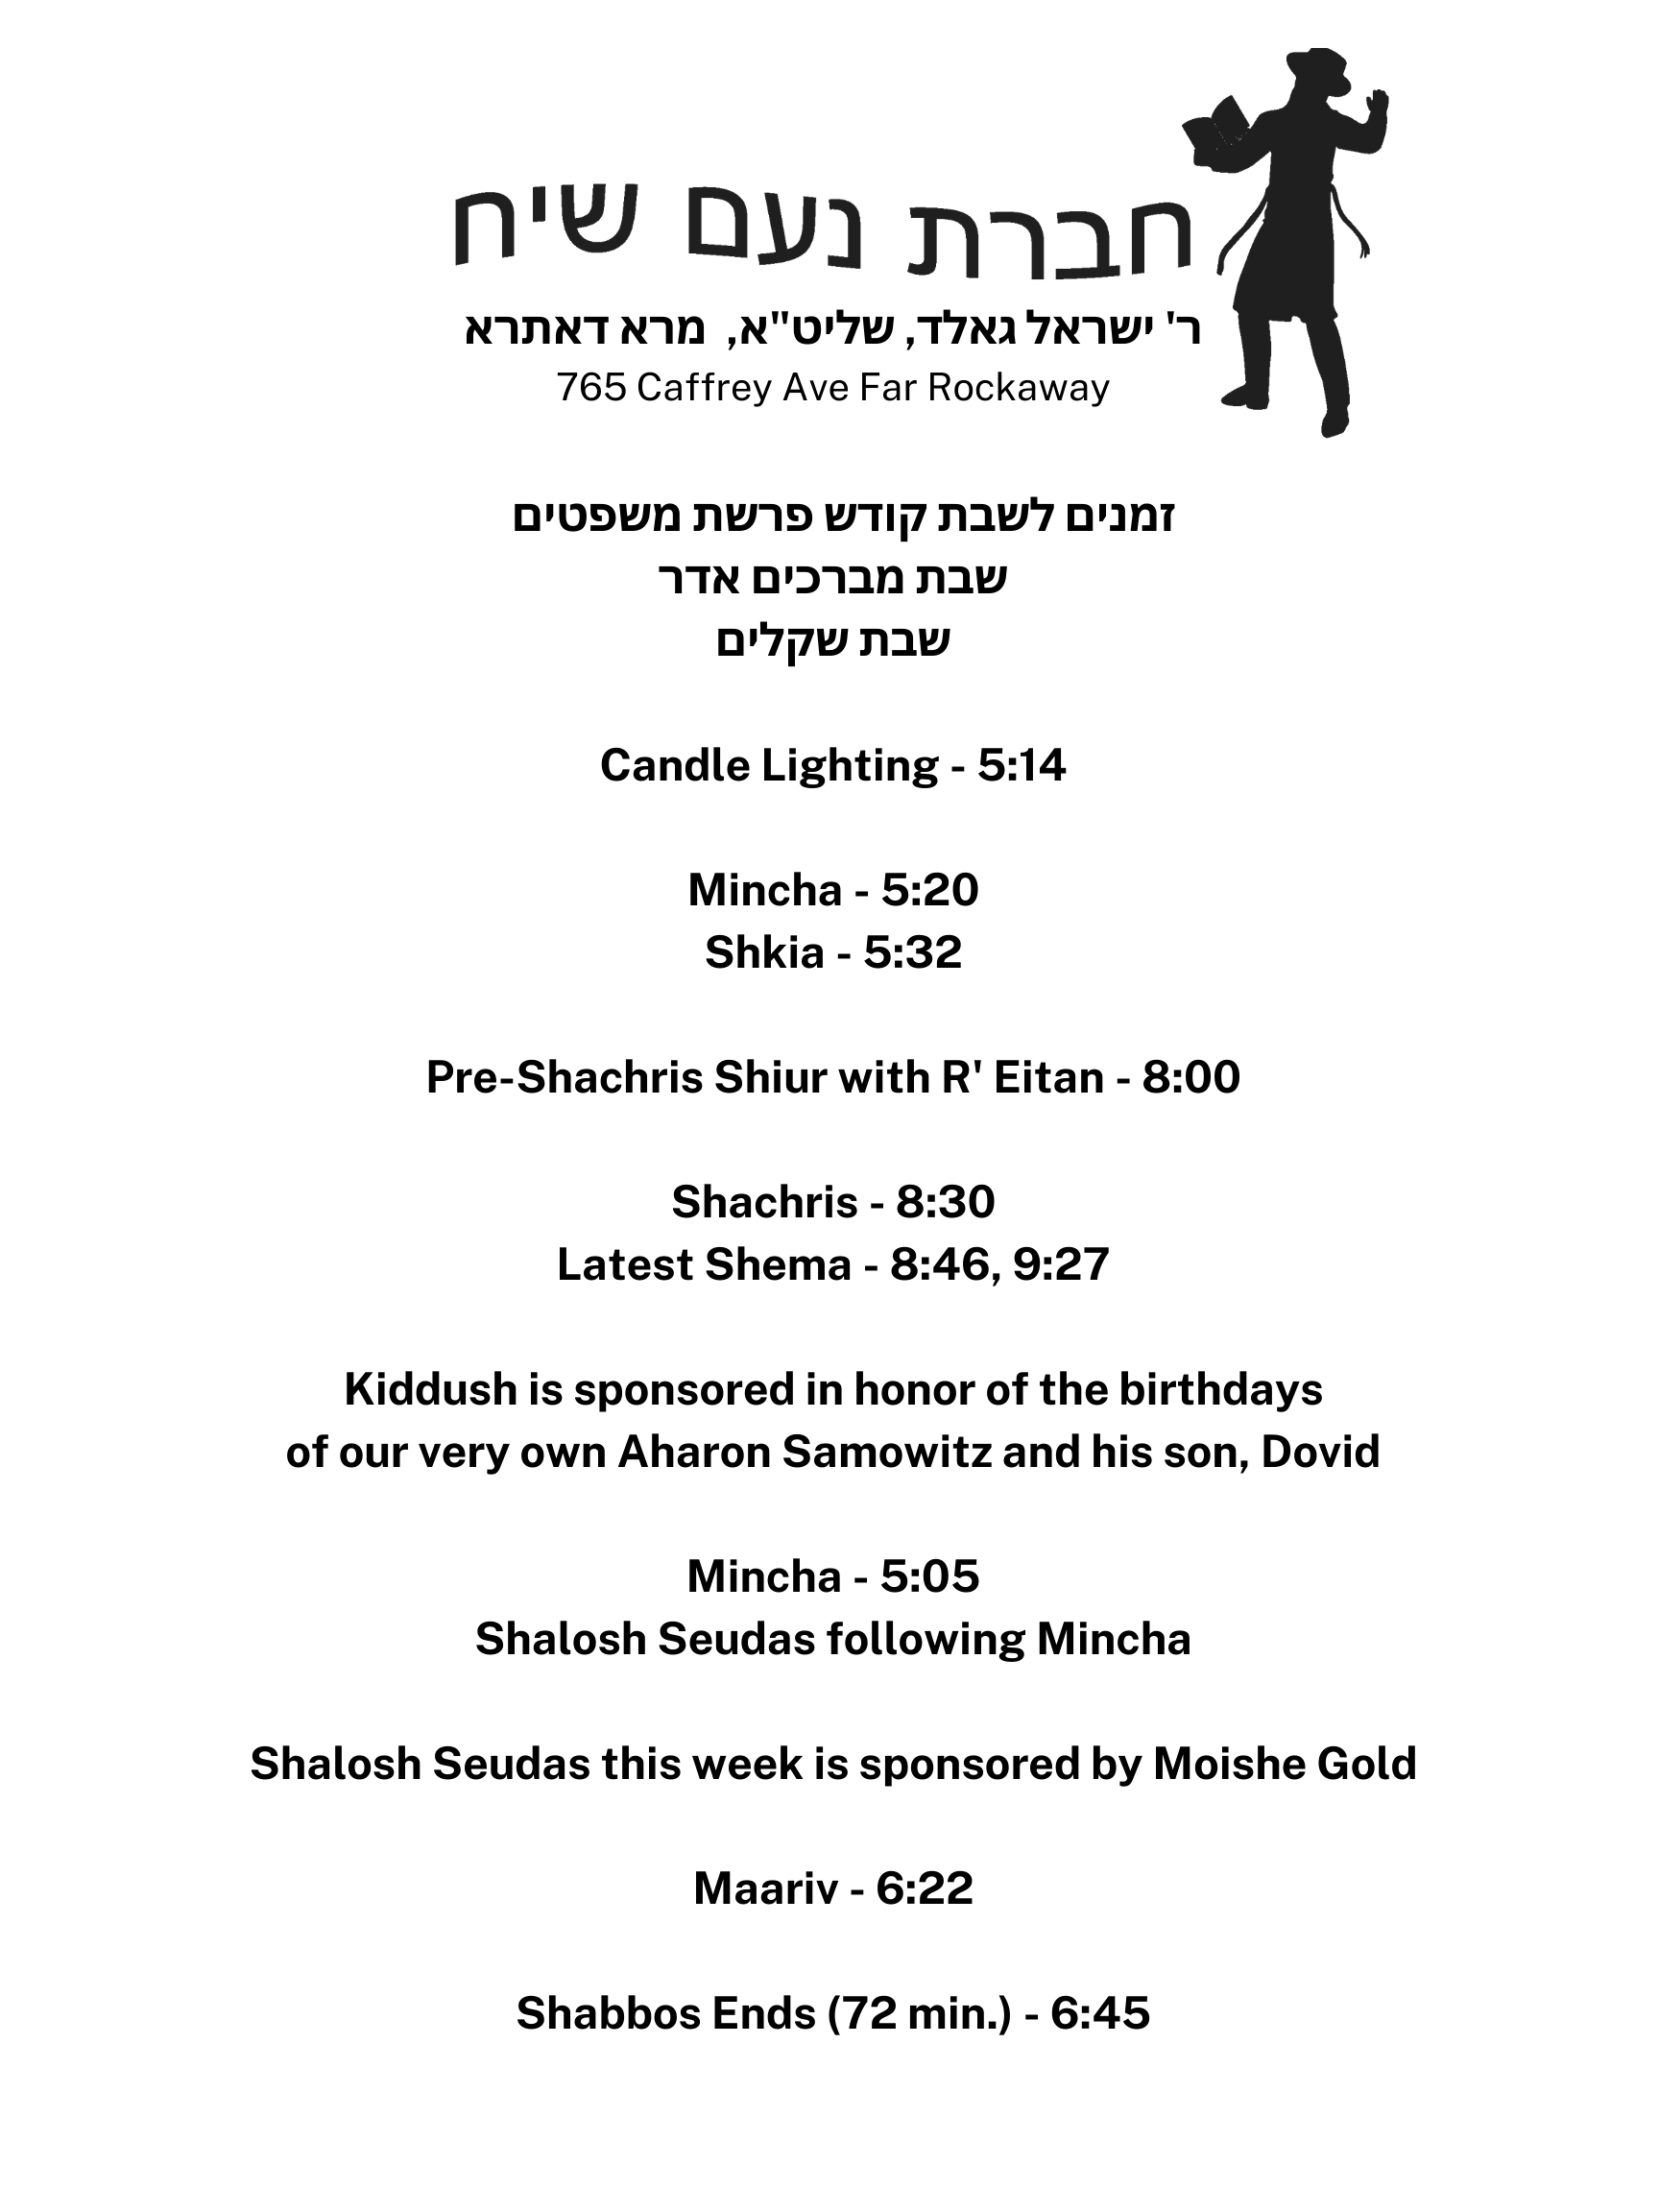 חברת נעם שיח
ר' ישראל גאלד, שליט"א, מרא דאתרא
765 Caffrey Ave Far Rockaway
זמנים לשבת קודש פרשת משפטים
שבת מברכים אדר
שבת שקלים
Candle Lighting - 5:14
Mincha - 5:20
Shkia - 5:32
Pre-Shachris Shiur with R' Eitan - 8:00
Shachris - 8:30
Latest Shema - 8:46, 9:27
Kiddush is sponsored in honor of the birthdays
of our very own Aharon Samowitz and his son, Dovid
Mincha - 5:05
Shalosh Seudas following Mincha
Shalosh Seudas this week is sponsored by Moishe Gold
Maariv - 6:22
Shabbos Ends (72 min.) - 6:45